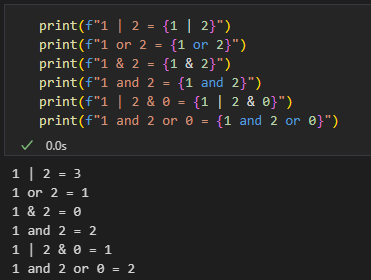 print(f"1 | 2 = {1 | 2}")
print(f"1 or 2 = {1 or 2}")
print(f"1 & 2 = {1 & 2}")
print(f"1 and 2 = {1 and 2}")
print(f"1 | 2 & 0 = {1 | 2 & 0}")
print(f"1 and 2 or 0 = {1 and 2 or 0}")
0.0s
1 | 2 = 3
1 or 2 = 1
1 & 2 = 0
1 and 2 = 2
1 | 2 & 0 = 1
1 and 2 or 0 = 2